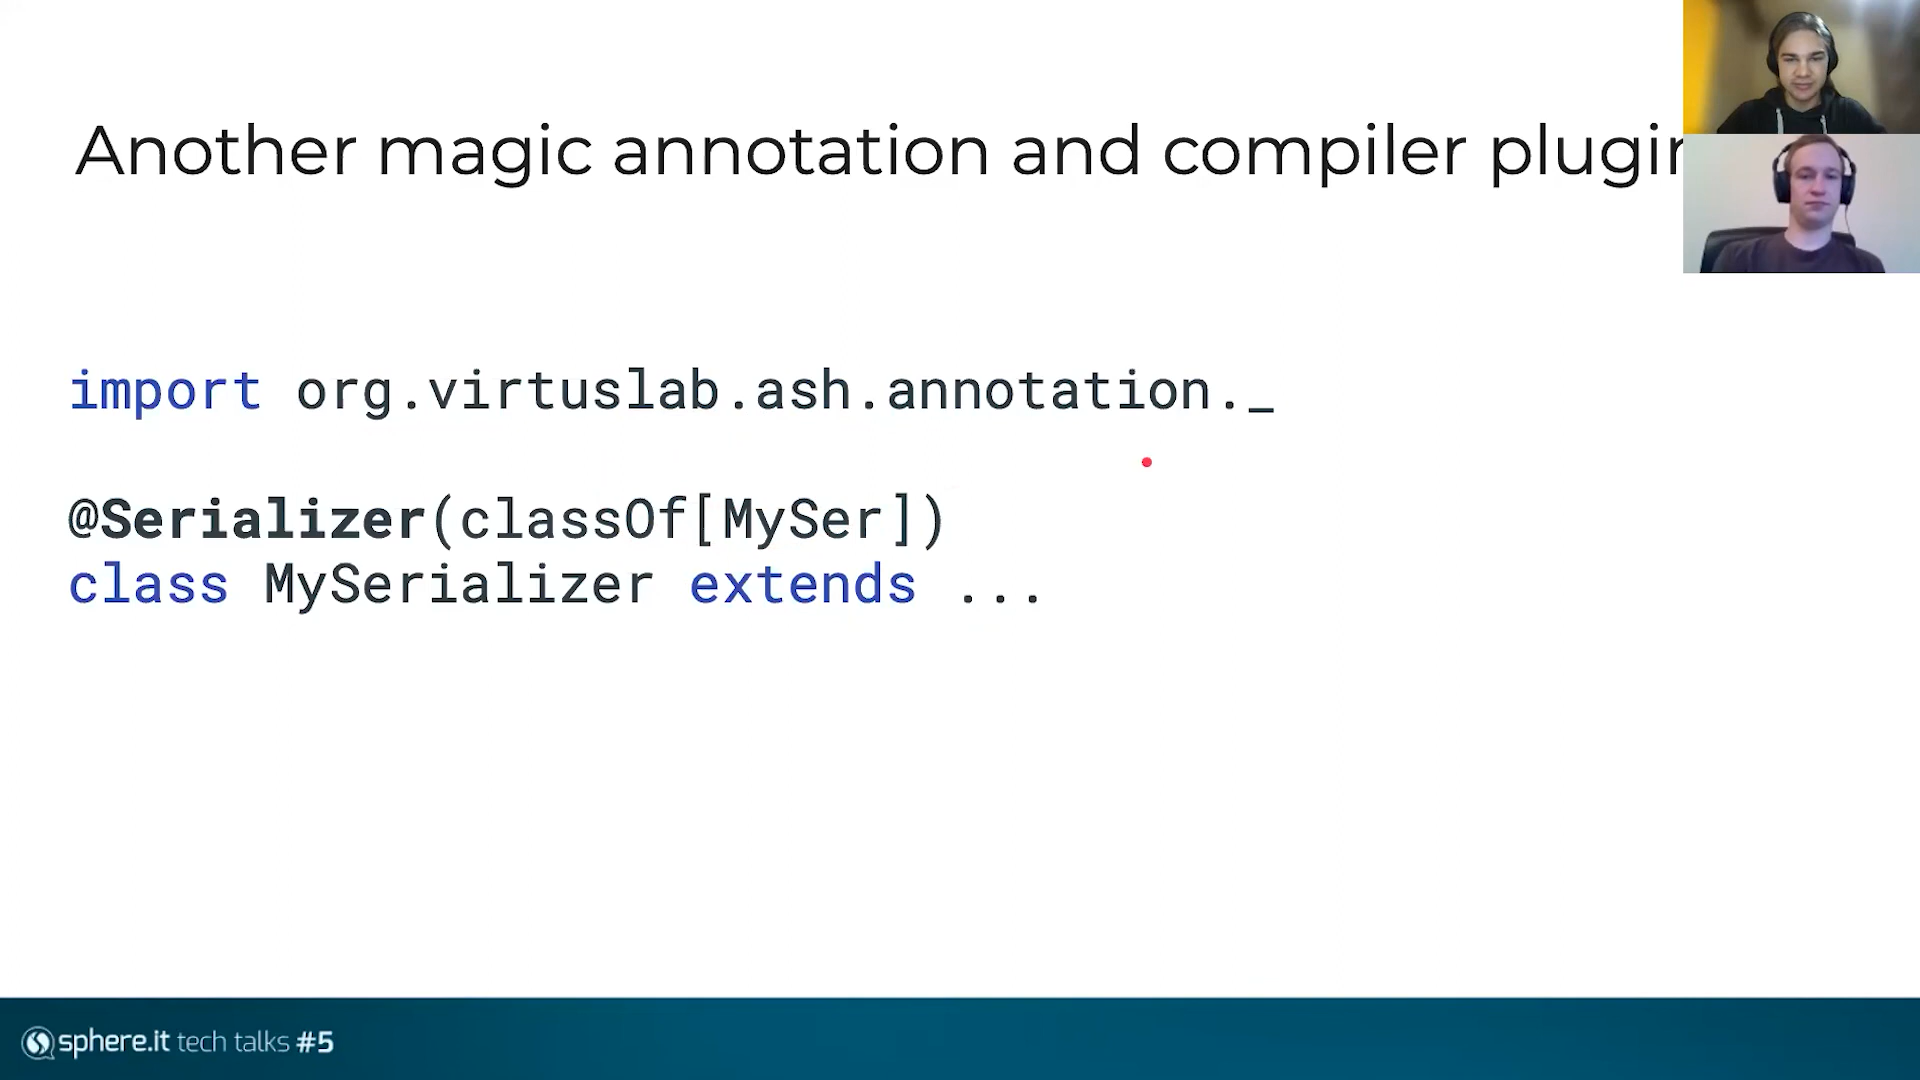 Another magic annotation and compiler plugin
import org.virtuslab.ash.annotation._
@Serializer(classOf[MySer])
class MySerializer extends ...
sphere.it tech talks #5